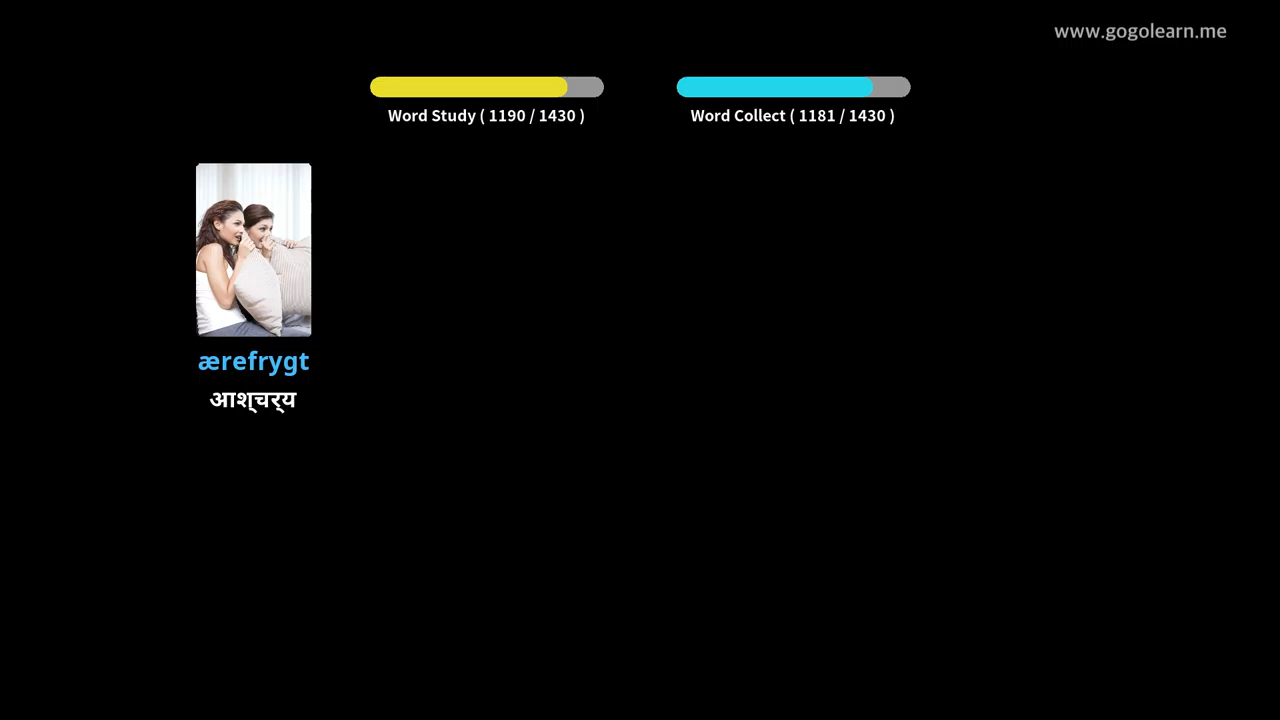 www.gogolearn.me
Word Study ( 1190 / 1430 )
Word Collect ( 1181 / 1430 )
ærefrygt
आश्चर्य